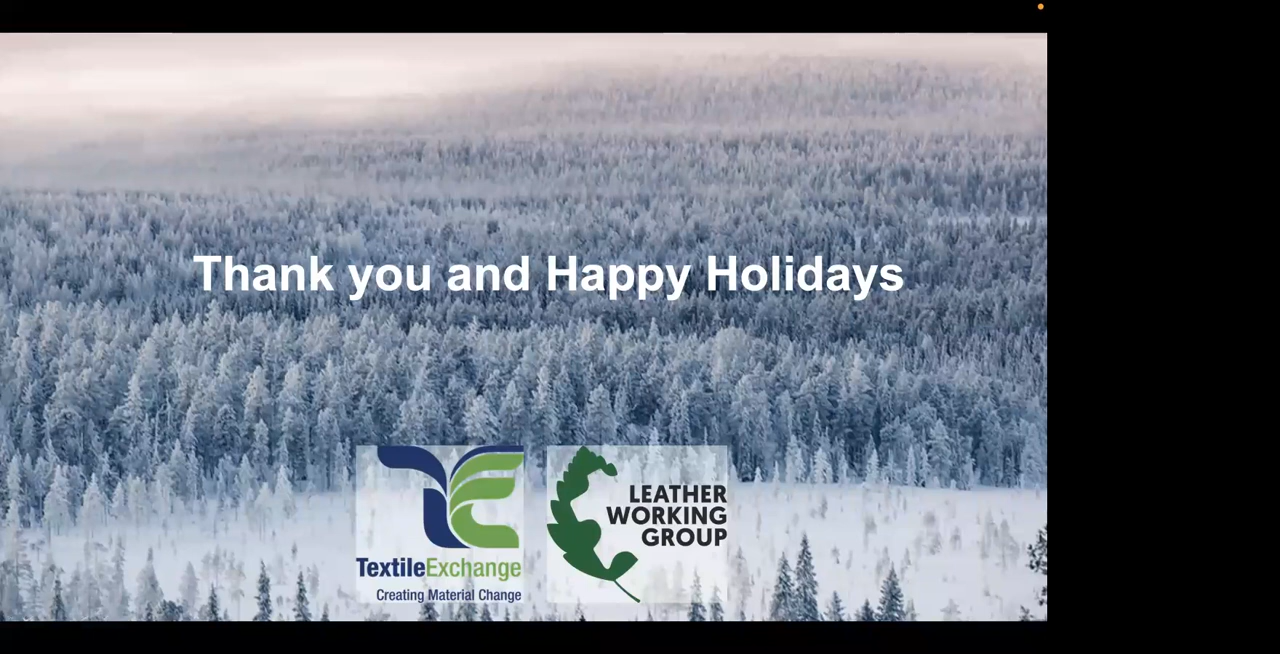 Thank you and Happy Holidays
TextileExchange
Creating Material Change
LEATHER
WORKING
GROUP